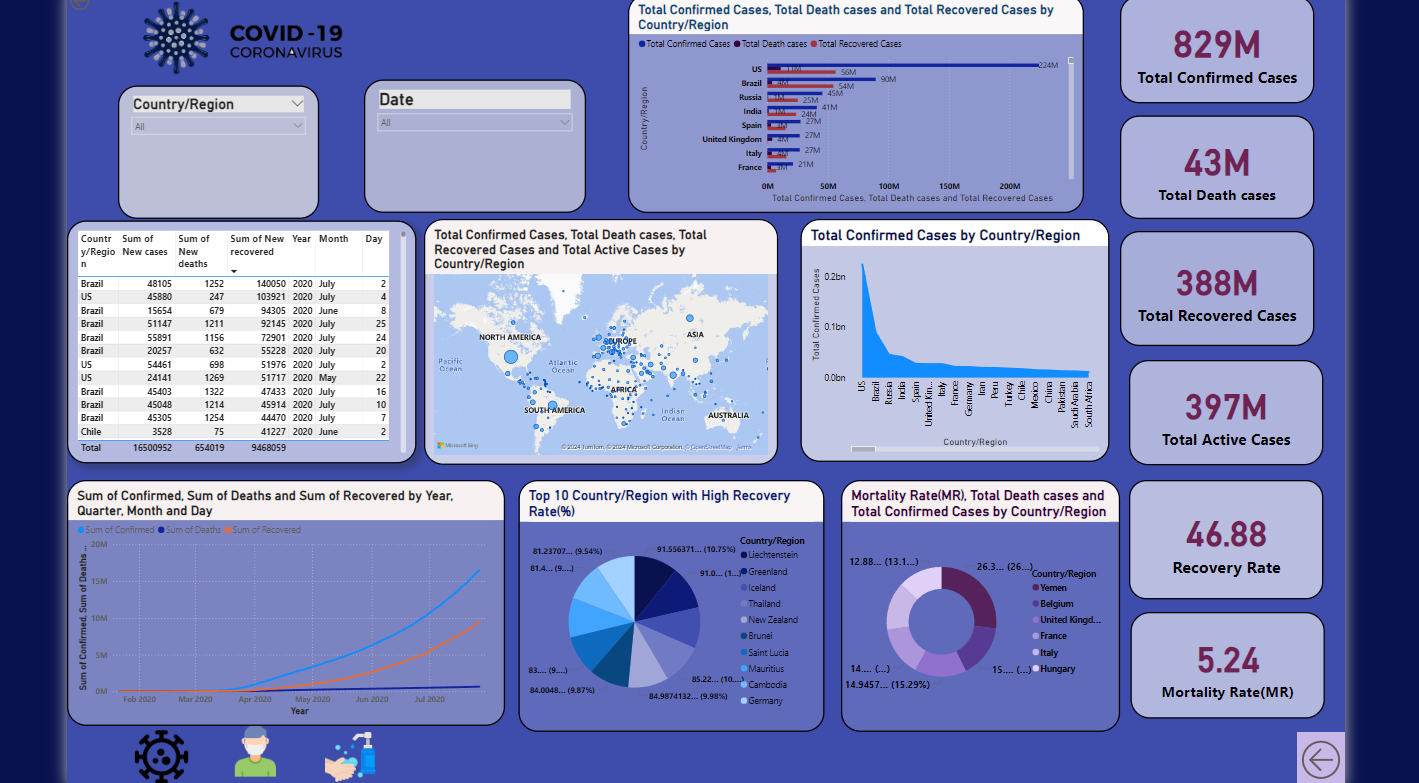 COVID -19
CORONAVIRUS
Country/Region
All
Date
All
Total Confirmed Cases, Total Death cases and Total Recovered Cases by
Country/Region
Total Confirmed Cases Total Death cases Total Recovered Cases
Country/Region
US
Brazil
Russia
India
Spain
United Kingdom
Italy
France
224M
11M
56M
90M
4M
54M
45M
1M
25M
41M
1M
24M
27M
27M
4M
27M
4M
21M
3M
0M 50M 100M 150M 200M
Total Confirmed Cases, Total Death cases and Total Recovered Cases
829M
Total Confirmed Cases
43M
Total Death cases
388M
Total Recovered Cases
397M
Total Active Cases
46.88
Recovery Rate
5.24
Mortality Rate(MR)
Countr Sum of Sum of Sum of New Year Month Day
y/Regio New cases New recovered
n deaths
Brazil 48105 1252 140050 2020 July 2
US 45880 247 103921 2020 July 4
Brazil 15654 679 94305 2020 June 8
Brazil 51147 1211 92145 2020 July 25
Brazil 55891 1156 72901 2020 July 24
Brazil 20257 632 55228 2020 July 20
US 54461 698 51976 2020 July 2
US 24141 1269 51717 2020 May 22
Brazil 45403 1322 47433 2020 July 16
Brazil 45048 1214 45914 2020 July 10
Brazil 45305 1254 44470 2020 July 7
Chile 3528 75 41227 2020 June 2
Total 16500952 654019 9468059
Total Confirmed Cases, Total Death cases, Total
Recovered Cases and Total Active Cases by
Country/Region
NORTH AMERICA
EUROPE
ASIA
Pacific
Ocean
Atlantic
Ocean
AFRICA
SOUTH AMERICA
Indian
Ocean
AUSTRALIA
Microsoft Bing
© 2024 TomTom, © 2024 Microsoft Corporation, © OpenStreetMap Terms
Total Confirmed Cases by Country/Region
Total Confirmed Cases
0.2bn
0.1bn
0.0bn
US
Brazil
Russia
India
Spain
United Kin...
Italy
France
Germany
Iran
Peru
Turkey
Chile
Mexico
China
Pakistan
Saudi Arabia
South Africa
Country/Region
Sum of Confirmed, Sum of Deaths and Sum of Recovered by Year,
Quarter, Month and Day
Sum of Confirmed Sum of Deaths Sum of Recovered
Sum of Confirmed, Sum of Deaths ...
20M
15M
10M
5M
0M
Feb 2020 Mar 2020 Apr 2020 May 2020 Jun 2020 Jul 2020
Year
Top 10 Country/Region with High Recovery
Rate(%)
81.23707... (9.54%)
91.556371... (10.75%)
81.4... (9....)
91.0... (1...)
83.... (9....)
85.22... (10....)
84.0048... (9.87%)
84.9874132... (9.98%)
Country/Region
Liechtenstein
Greenland
Iceland
Thailand
New Zealand
Brunei
Saint Lucia
Mauritius
Cambodia
Germany
Mortality Rate(MR), Total Death cases and
Total Confirmed Cases by Country/Region
12.88... (13.1...)
26.3... (26...)
14.... (...)
15.... (...)
14.9457... (15.29%)
Country/Region
Yemen
Belgium
United Kingd...
France
Italy
Hungary